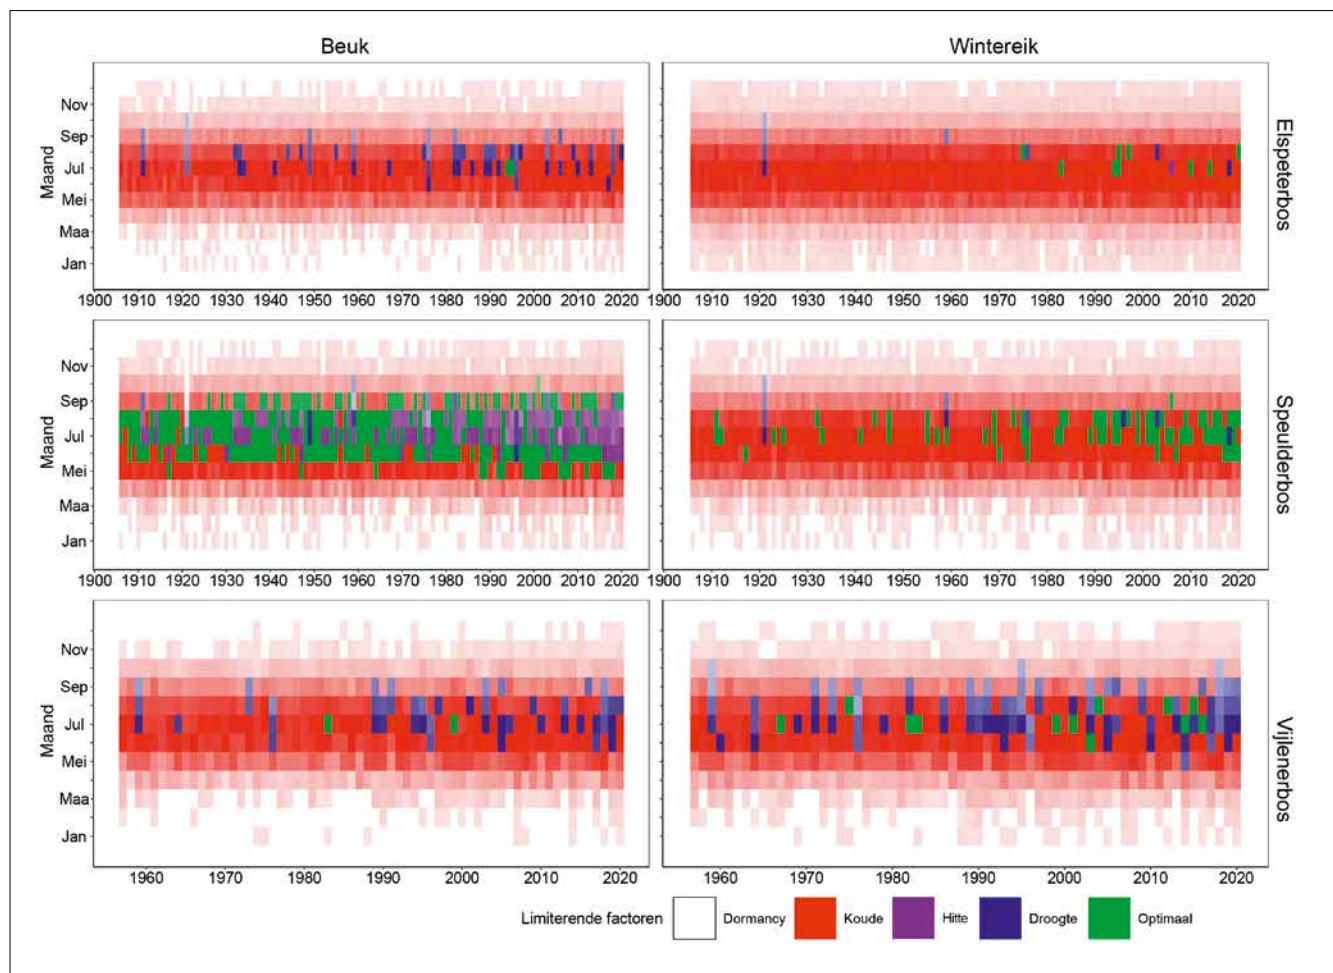 Beuk
Wintereik
Nov
Sep
Jul
Mei
Maa
Jan
Maand
1900 1910 1920 1930 1940 1950 1960 1970 1980 1990 2000 2010 2020
1900 1910 1920 1930 1940 1950 1960 1970 1980 1990 2000 2010 2020
Elspeterbos
Nov
Sep
Jul
Mei
Maa
Jan
Maand
1900 1910 1920 1930 1940 1950 1960 1970 1980 1990 2000 2010 2020
1900 1910 1920 1930 1940 1950 1960 1970 1980 1990 2000 2010 2020
Speulderbos
Nov
Sep
Jul
Mei
Maa
Jan
Maand
1960 1970 1980 1990 2000 2010 2020
1960 1970 1980 1990 2000 2010 2020
Vijlenerbos
Limiterende factoren Dormancy Koude Hitte Droogte Optimaal